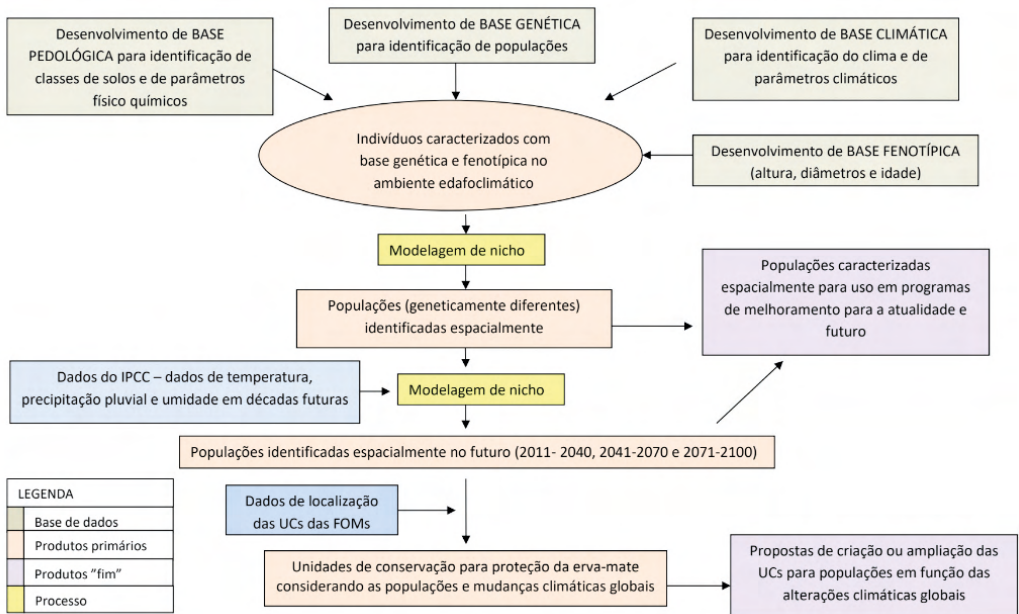 Desenvolvimento de BASE
PEDOLÓGICA para identificação de
classes de solos e de parâmetros
físico químicos
Desenvolvimento de BASE GENÉTICA
para identificação de populações
Desenvolvimento de BASE CLIMÁTICA
para identificação do clima e de
parâmetros climáticos
Indivíduos caracterizados com
base genética e fenotípica no
ambiente edafoclimático
Desenvolvimento de BASE FENOTÍPICA
(altura, diâmetros e idade)
Modelagem de nicho
Populações (geneticamente diferentes)
identificadas espacialmente
Populações caracterizadas
espacialmente para uso em programas
de melhoramento para a atualidade e
futuro
Dados do IPCC – dados de temperatura,
precipitação pluvial e umidade em décadas futuras
Modelagem de nicho
Populações identificadas espacialmente no futuro (2011- 2040, 2041-2070 e 2071-2100)
Dados de localização
das UCs das FOMs
Unidades de conservação para proteção da erva-mate
considerando as populações e mudanças climáticas globais
Propostas de criação ou ampliação das
UCs para populações em função das
alterações climáticas globais
LEGENDA
Base de dados
Produtos primários
Produtos "fim"
Processo